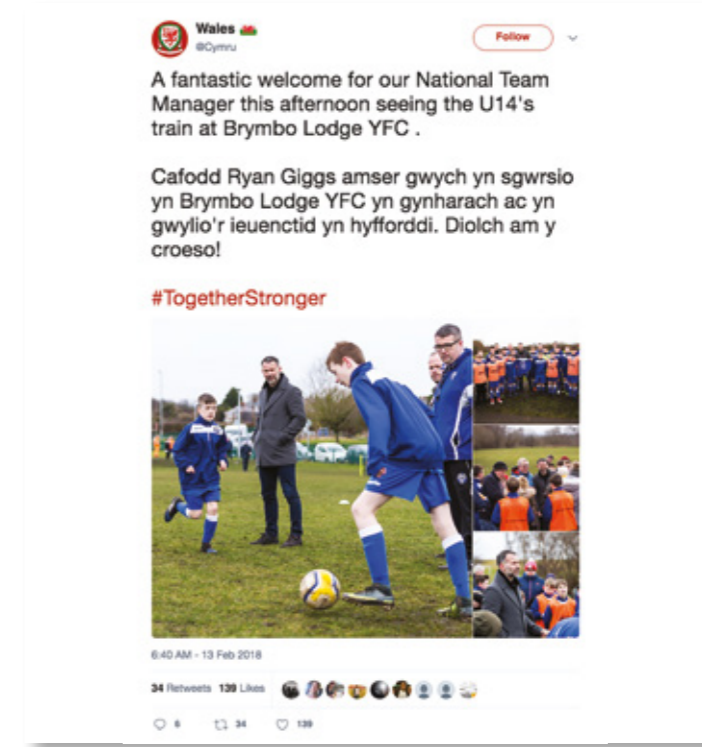 Wales
@Cymru
Follow
A fantastic welcome for our National Team
Manager this afternoon seeing the U14's
train at Brymbo Lodge YFC .
Cafodd Ryan Giggs amser gwych yn sgwrsio
yn Brymbo Lodge YFC yn gynharach ac yn
gwylio'r ieuenctid yn hyfforddi. Diolch am y
croeso!
#TogetherStronger
6:40 AM - 13 Feb 2018
34 Retweets 139 Likes
6 34 139